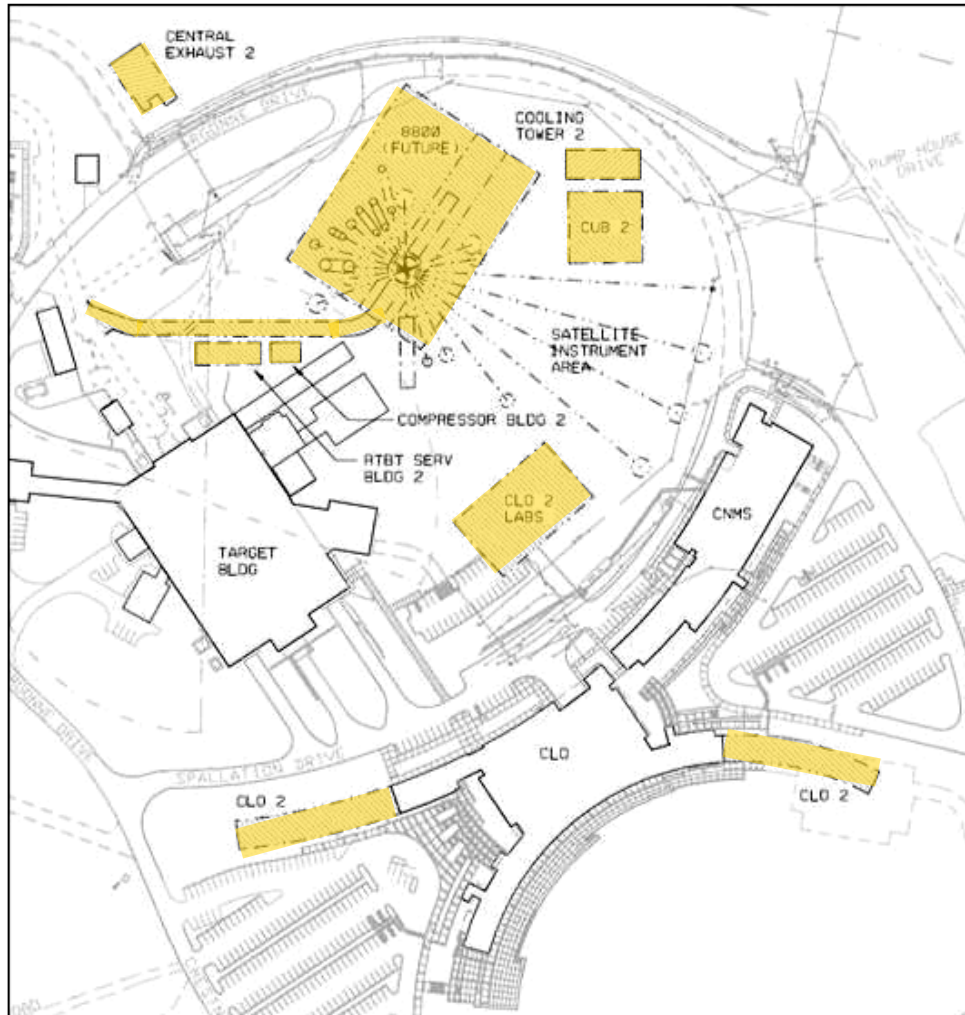 CENTRAL
EXHAUST 2
8800
(FUTURE)
COOLING
TOWER 2
PUMP HOUSE
DRIVE
CUB 2
SATELLITE
INSTRUMENT
AREA
COMPRESSOR BLDG 2
RTBT SERV
BLDG 2
CLO 2
LABS
CNMS
TARGET
BLDG
SPALLATION DRIVE
CLO
CLO 2
CLO 2